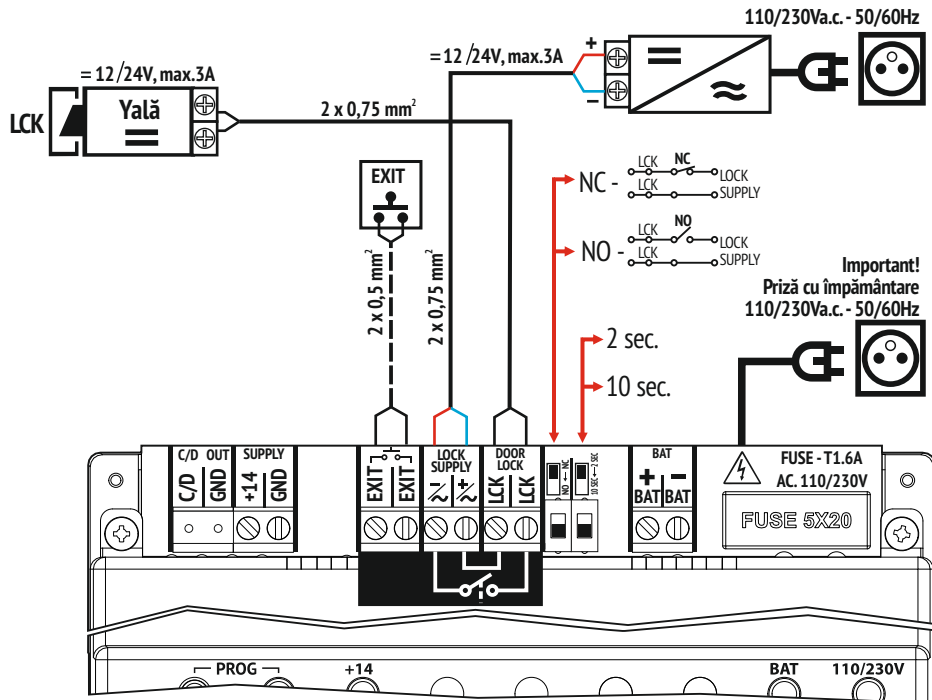 110/230Va.c. - 50/60Hz
+
= 12/24V, max.3A
−
= 12/24V, max.3A
LCK
Yală
2 x 0,75 mm²
EXIT
NC -
LCK NC
LOCK
LCK
SUPPLY
NO -
LCK NO
LOCK
LCK
SUPPLY
2 x 0,5 mm²
2 x 0,75 mm²
Important!
Priză cu împământare
110/230Va.c. - 50/60Hz
2 sec.
10 sec.
C/D OUT
C/D
GND
SUPPLY
+14
GND
EXIT
EXIT
LOCK
SUPPLY
−
+
DOOR
LOCK
LCK
LCK
NO ← NC
10 SEC ← 2 SEC
BAT
+ −
BAT
BAT
FUSE - T1.6A
AC. 110/230V
FUSE 5X20
PROG
+14
BAT
110/230V